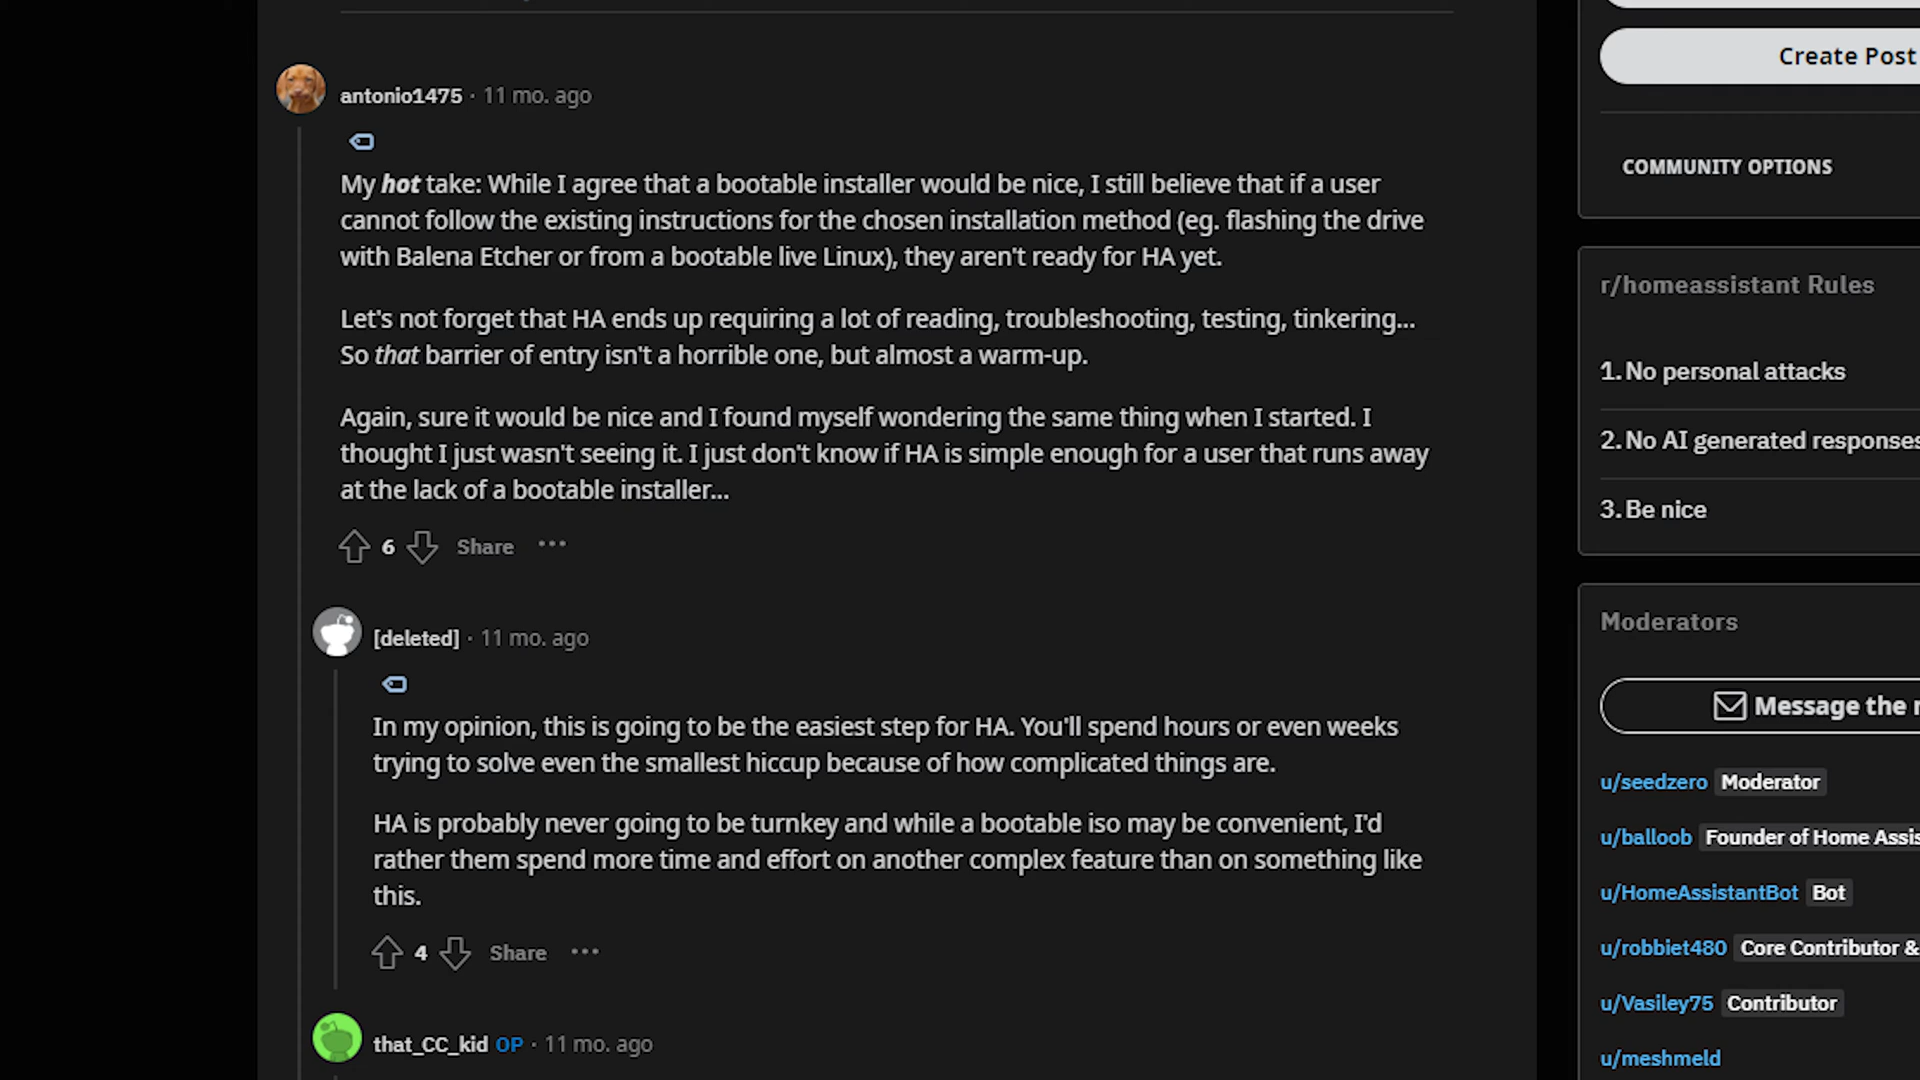 antonio1475 · 11 mo. ago
My hot take: While I agree that a bootable installer would be nice, I still believe that if a user
cannot follow the existing instructions for the chosen installation method (eg. flashing the drive
with Balena Etcher or from a bootable live Linux), they aren't ready for HA yet.
Let's not forget that HA ends up requiring a lot of reading, troubleshooting, testing, tinkering...
So that barrier of entry isn't a horrible one, but almost a warm-up.
Again, sure it would be nice and I found myself wondering the same thing when I started. I
thought I just wasn't seeing it. I just don't know if HA is simple enough for a user that runs away
at the lack of a bootable installer...
6 Share ···
[deleted] · 11 mo. ago
In my opinion, this is going to be the easiest step for HA. You'll spend hours or even weeks
trying to solve even the smallest hiccup because of how complicated things are.
HA is probably never going to be turnkey and while a bootable iso may be convenient, I'd
rather them spend more time and effort on another complex feature than on something like
this.
4 Share ···
that_CC_kid OP · 11 mo. ago
Create Post
COMMUNITY OPTIONS
r/homeassistant Rules
1. No personal attacks
2. No AI generated responses
3. Be nice
Moderators
Message the
u/seedzero Moderator
u/balloob Founder of Home
u/HomeAssistantBot Bot
u/robbiet480 Core Contributor &
u/Vasiley75 Contributor
u/meshmeld